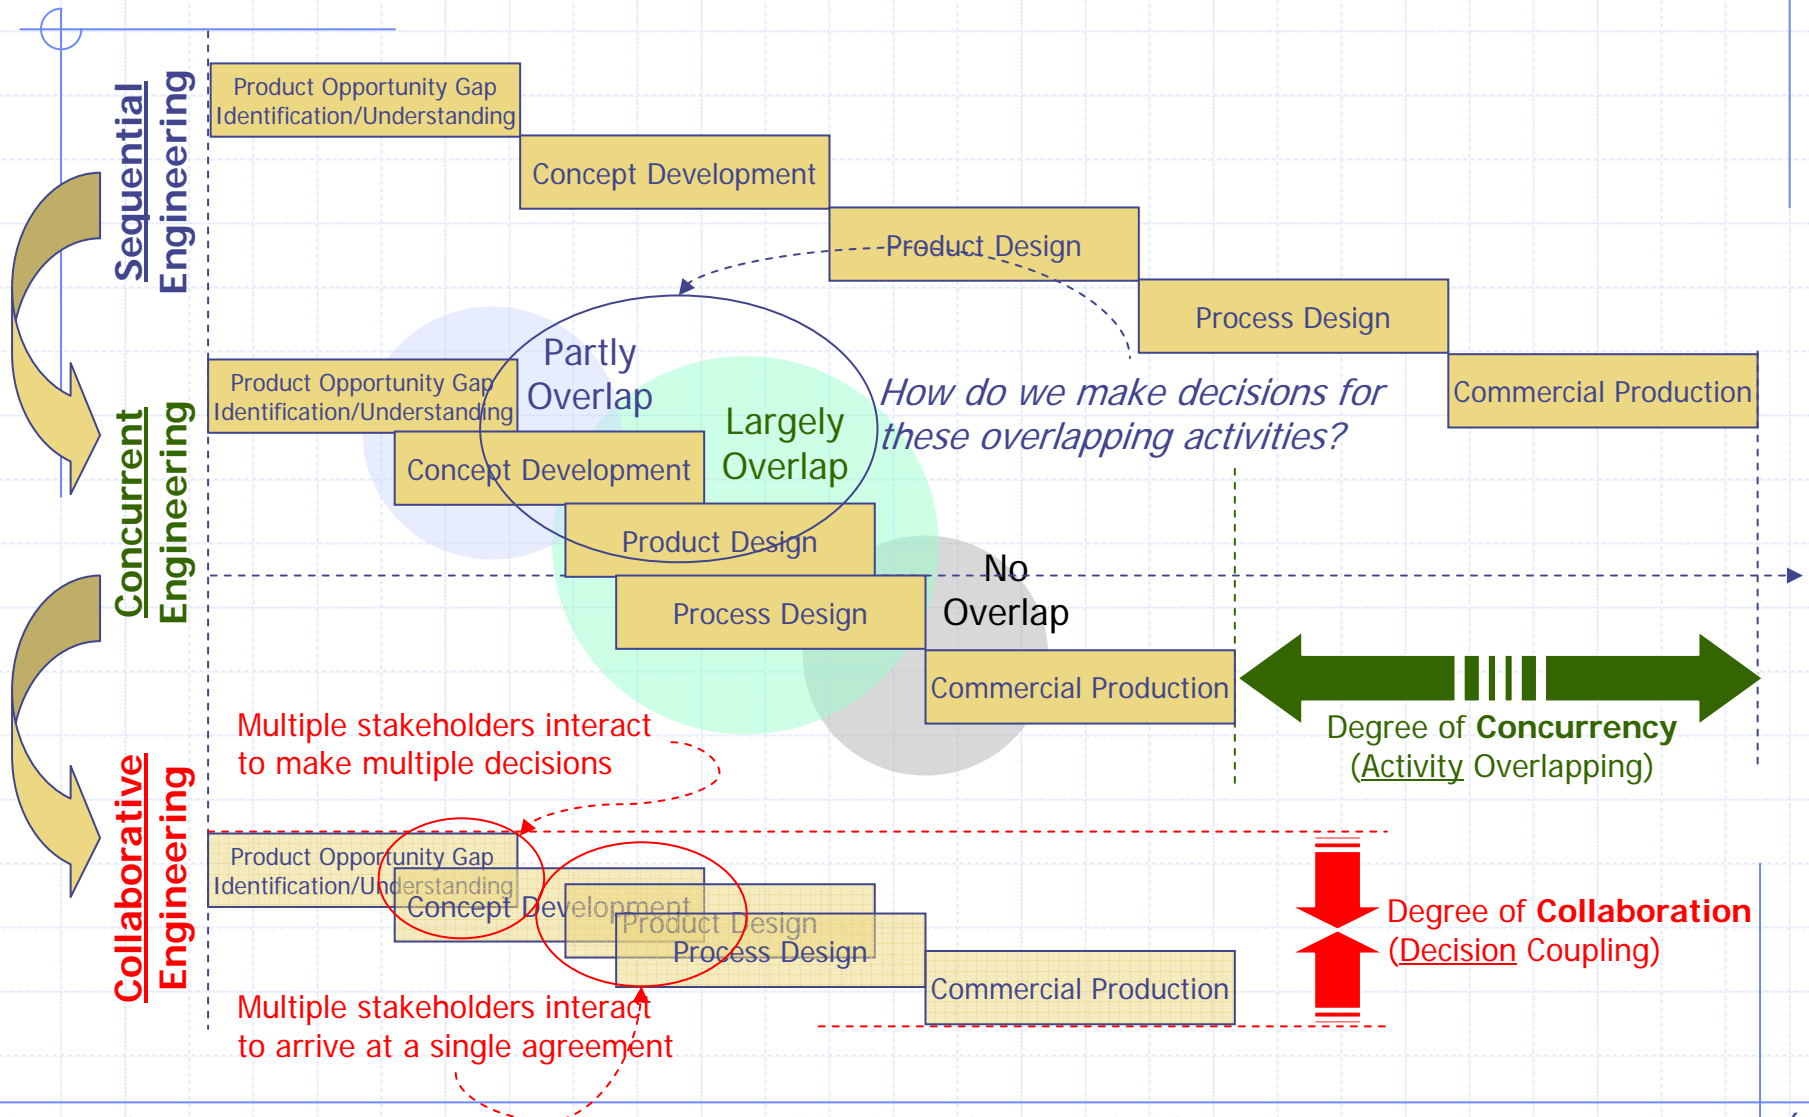 Sequential
Engineering
Product Opportunity Gap
Identification/Understanding
Concept Development
Product Design
Process Design
Commercial Production
Concurrent
Engineering
Product Opportunity Gap
Identification/Understanding
Partly
Overlap
Largely
Overlap
How do we make decisions for
these overlapping activities?
Concept Development
Product Design
No
Overlap
Process Design
Commercial Production
Degree of Concurrency
(Activity Overlapping)
Collaborative
Engineering
Multiple stakeholders interact
to make multiple decisions
Product Opportunity Gap
Identification/Understanding
Concept Development
Product Design
Process Design
Commercial Production
Degree of Collaboration
(Decision Coupling)
Multiple stakeholders interact
to arrive at a single agreement